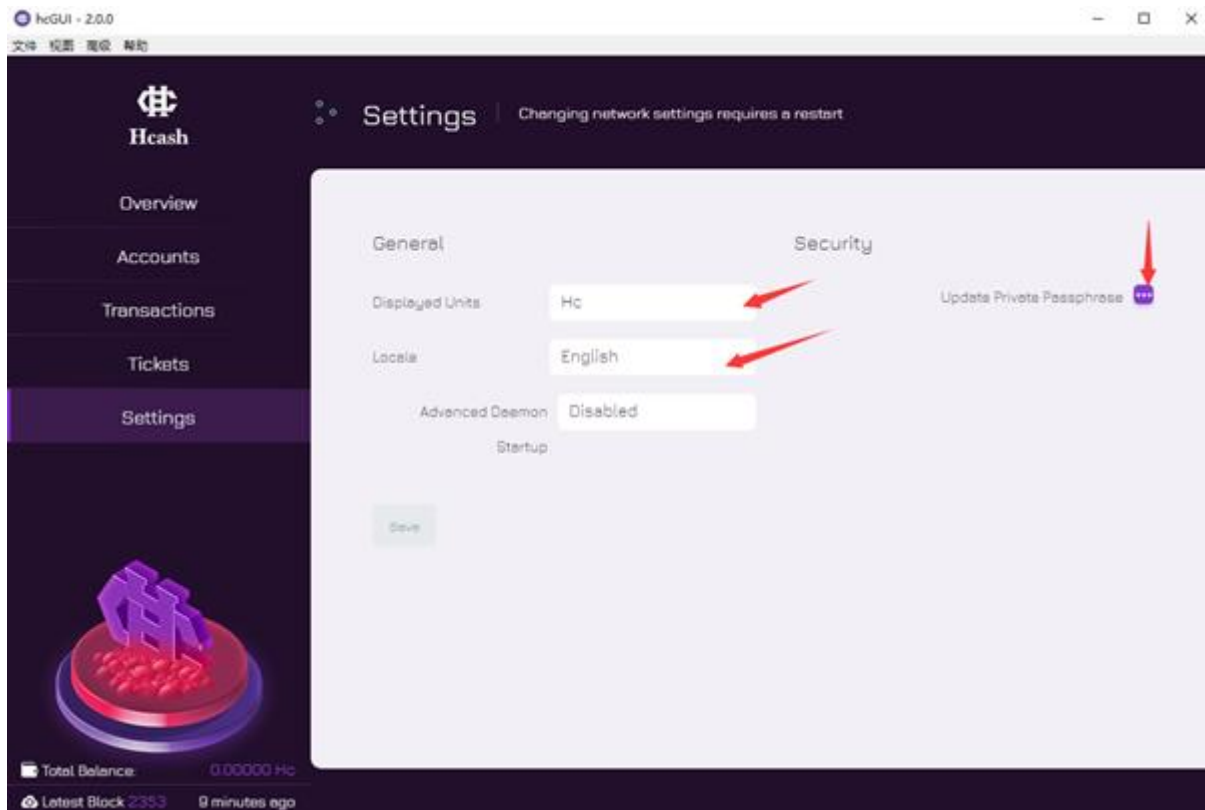 hcGUI - 2.0.0
文件 视图 高级 帮助
Hcash
Settings
Changing network settings requires a restart
Overview
Accounts
Transactions
Tickets
Settings
General
Displayed Units Hc
Locale English
Advanced Daemon Startup Disabled
Save
Security
Update Private Passphrase
Total Balance: 0.00000 Hc
Latest Block 2353 9 minutes ago